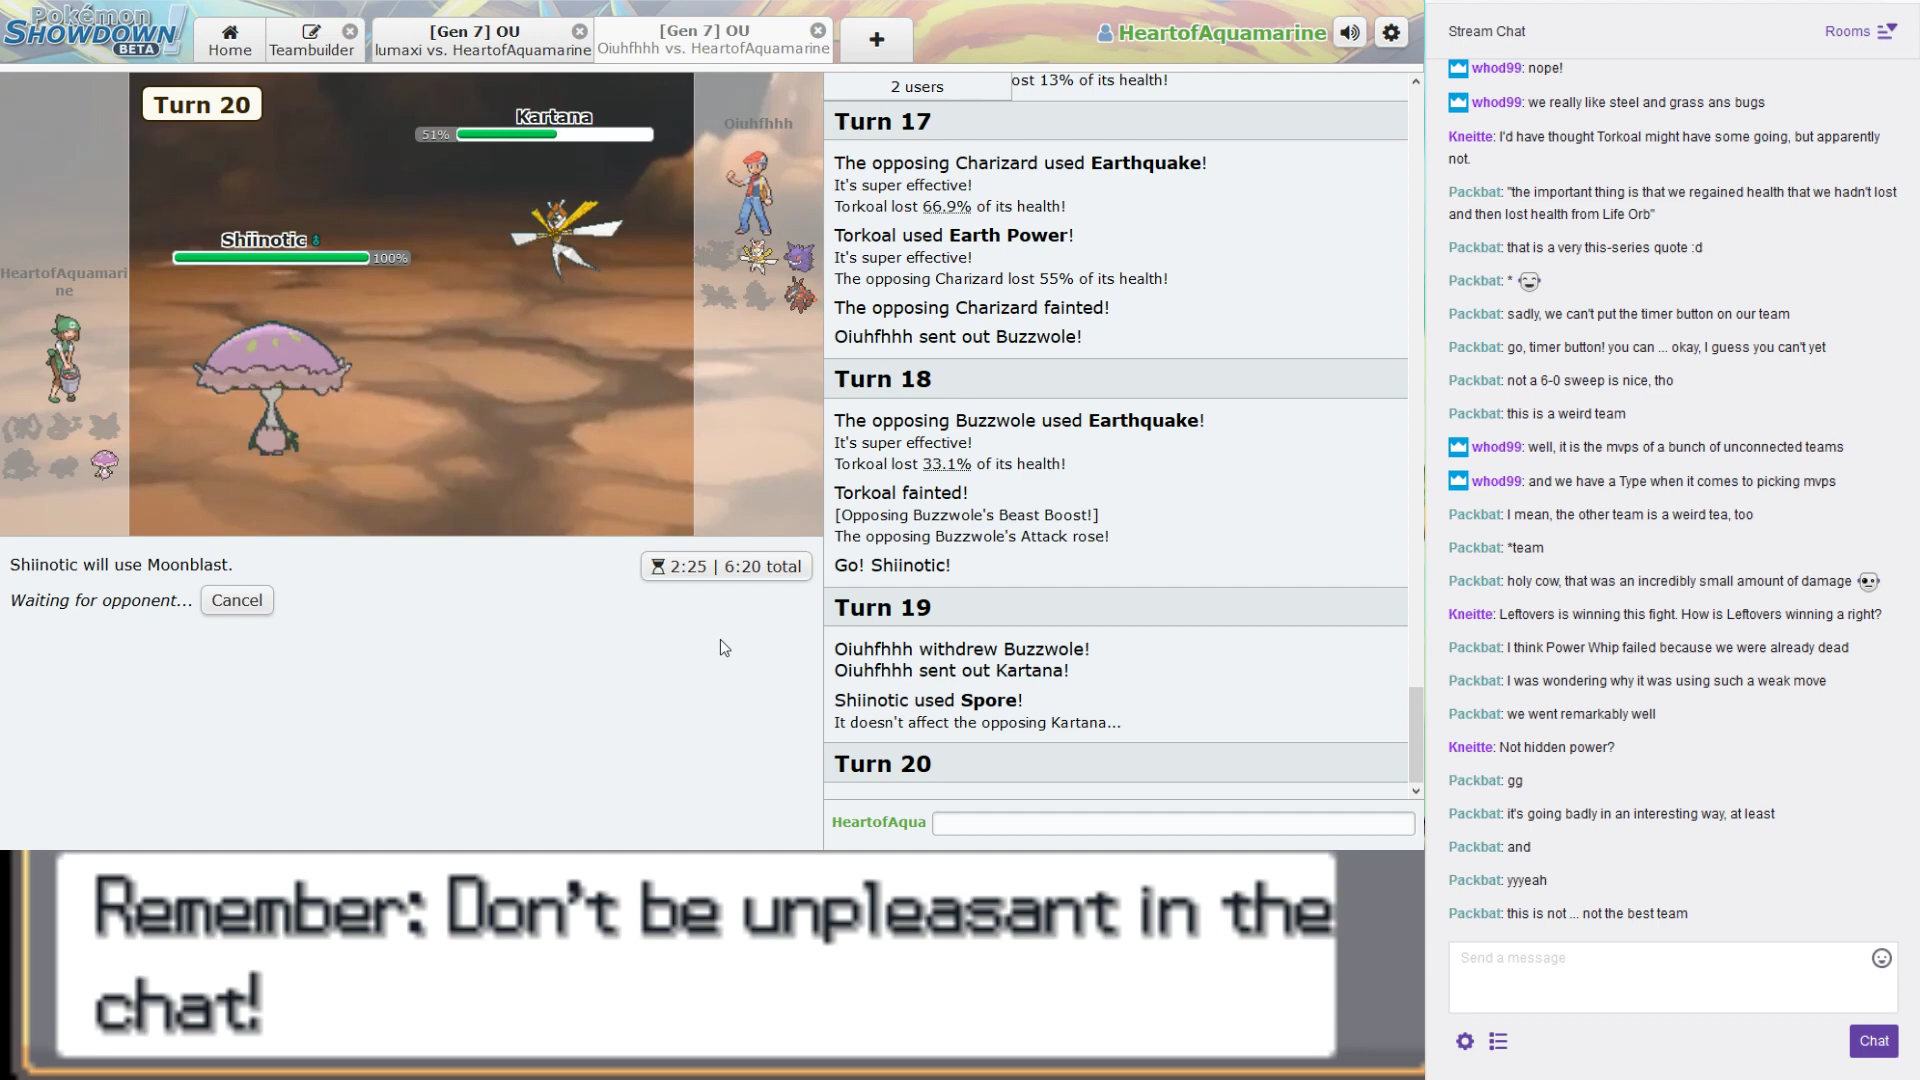 Pokémon
SHOWDOWN!
BETA
Home
Teambuilder
[Gen 7] OU
lumaxi vs. HeartofAquamarine
[Gen 7] OU
Oiuhfhhh vs. HeartofAquamarine
+
HeartofAquamarine
Turn 20
Kartana
51%
Shiinotic
100%
HeartofAquamari
ne
Oiuhfhhh
Shiinotic will use Moonblast.
2:25 | 6:20 total
Waiting for opponent...
Cancel
2 users
ost 13% of its health!
Turn 17
The opposing Charizard used Earthquake!
It's super effective!
Torkoal lost 66.9% of its health!
Torkoal used Earth Power!
It's super effective!
The opposing Charizard lost 55% of its health!
The opposing Charizard fainted!
Oiuhfhhh sent out Buzzwole!
Turn 18
The opposing Buzzwole used Earthquake!
It's super effective!
Torkoal lost 33.1% of its health!
Torkoal fainted!
[Opposing Buzzwole's Beast Boost!]
The opposing Buzzwole's Attack rose!
Go! Shiinotic!
Turn 19
Oiuhfhhh withdrew Buzzwole!
Oiuhfhhh sent out Kartana!
Shiinotic used Spore!
It doesn't affect the opposing Kartana...
Turn 20
HeartofAqua
Stream Chat
Rooms
whod99: nope!
whod99: we really like steel and grass ans bugs
Kneitte: I'd have thought Torkoal might have some going, but apparently
not.
Packbat: "the important thing is that we regained health that we hadn't lost
and then lost health from Life Orb"
Packbat: that is a very this-series quote :d
Packbat: *
Packbat: sadly, we can't put the timer button on our team
Packbat: go, timer button! you can ... okay, I guess you can't yet
Packbat: not a 6-0 sweep is nice, tho
Packbat: this is a weird team
whod99: well, it is the mvps of a bunch of unconnected teams
whod99: and we have a Type when it comes to picking mvps
Packbat: I mean, the other team is a weird tea, too
Packbat: *team
Packbat: holy cow, that was an incredibly small amount of damage
Kneitte: Leftovers is winning this fight. How is Leftovers winning a right?
Packbat: I think Power Whip failed because we were already dead
Packbat: I was wondering why it was using such a weak move
Packbat: we went remarkably well
Kneitte: Not hidden power?
Packbat: gg
Packbat: it's going badly in an interesting way, at least
Packbat: and
Packbat: yyyeah
Packbat: this is not ... not the best team
Send a message
Chat
Remember: Don't be unpleasant in the
chat!